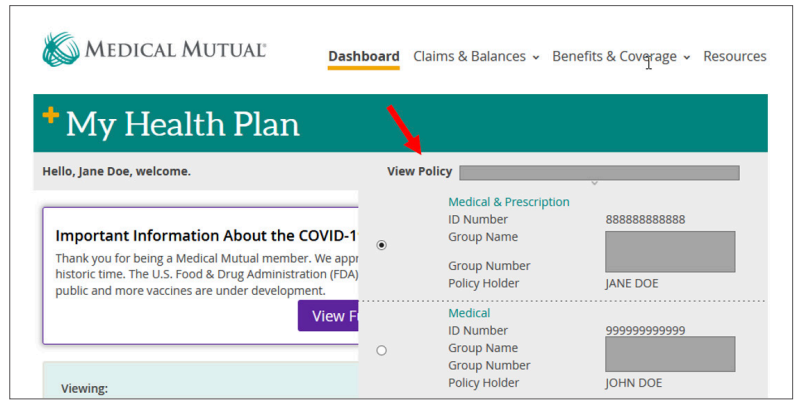 MEDICAL MUTUAL®
Dashboard Claims & Balances Benefits & Coverage Resources
My Health Plan
Hello, Jane Doe, welcome.
View Policy
Important Information About the COVID-1
Thank you for being a Medical Mutual member. We appr
historic time. The U.S. Food & Drug Administration (FDA)
public and more vaccines are under development.
View F
Viewing:
Medical & Prescription
ID Number 888888888888
Group Name
Group Number
Policy Holder JANE DOE
Medical
ID Number 999999999999
Group Name
Group Number
Policy Holder JOHN DOE